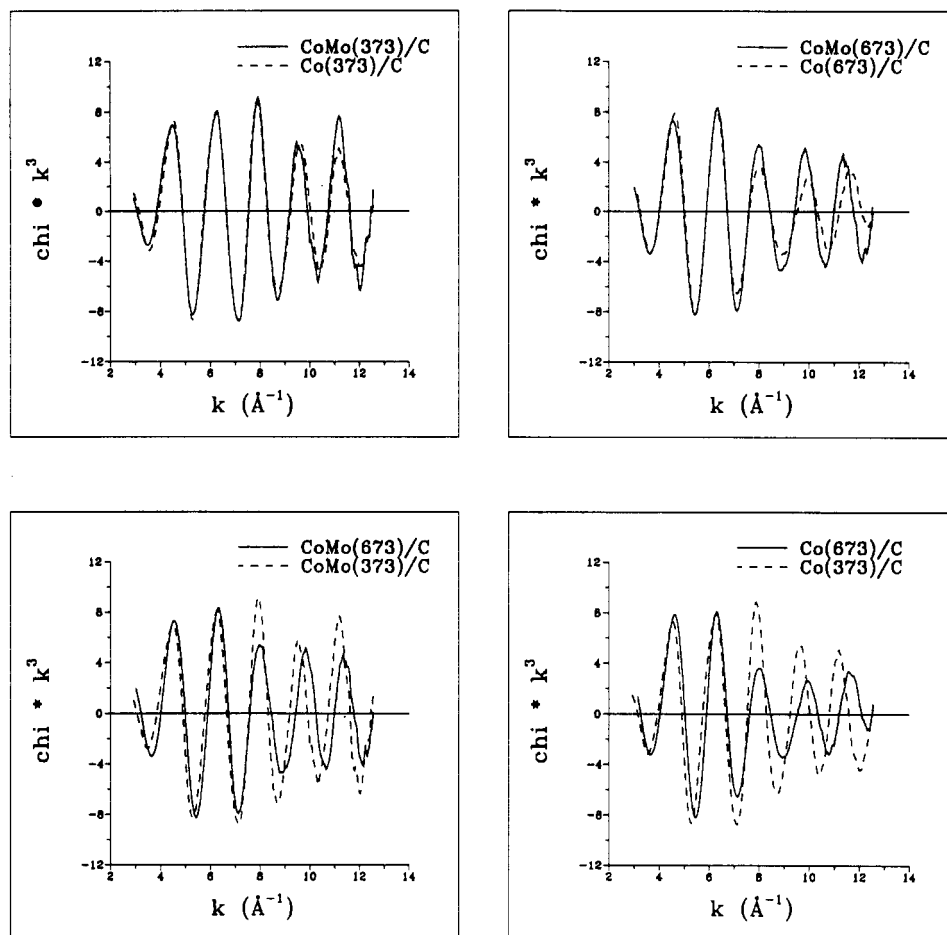 CoMo(373)/C
Co(373)/C
12
8
4
0
−4
−8
−12
chi • k³
2 4 6 8 10 12 14
k (Å⁻¹)
CoMo(673)/C
Co(673)/C
12
8
4
0
−4
−8
−12
chi * k³
2 4 6 8 10 12 14
k (Å⁻¹)
CoMo(673)/C
CoMo(373)/C
12
8
4
0
−4
−8
−12
chi * k³
2 4 6 8 10 12 14
k (Å⁻¹)
Co(673)/C
Co(373)/C
12
8
4
0
−4
−8
−12
chi * k³
2 4 6 8 10 12 14
k (Å⁻¹)